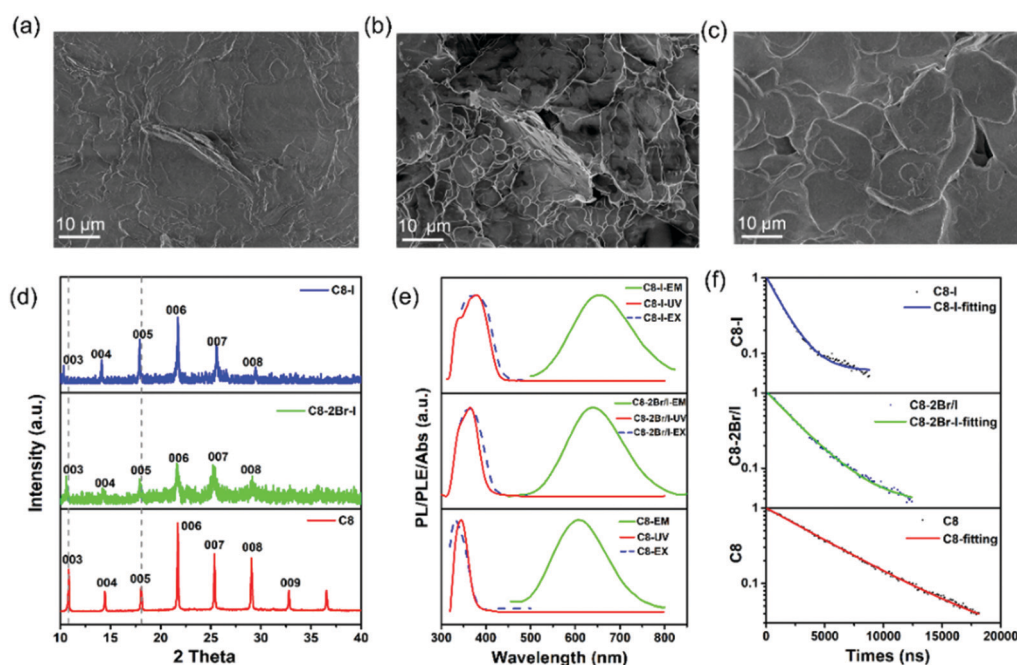 (a)
10 µm
(b)
10 µm
(c)
10 µm
(d)
Intensity (a.u.)
C8-I
003 004 005 006 007 008
C8-2Br-I
003 004 005 006 007 008
C8
003 004 005 006 007 008 009
10 15 20 25 30 35 40
2 Theta
(e)
PL/PLE/Abs (a.u.)
C8-I-EM
C8-I-UV
C8-I-EX
C8-2Br/I-EM
C8-2Br/I-UV
C8-2Br/I-EX
C8-EM
C8-UV
C8-EX
300 400 500 600 700 800
Wavelength (nm)
(f)
C8-I
1
0.1
C8-I
C8-I-fitting
C8-2Br/I
1
0.1
C8-2Br/I
C8-2Br-I-fitting
C8
1
0.1
C8
C8-fitting
0 5000 10000 15000 20000
Times (ns)